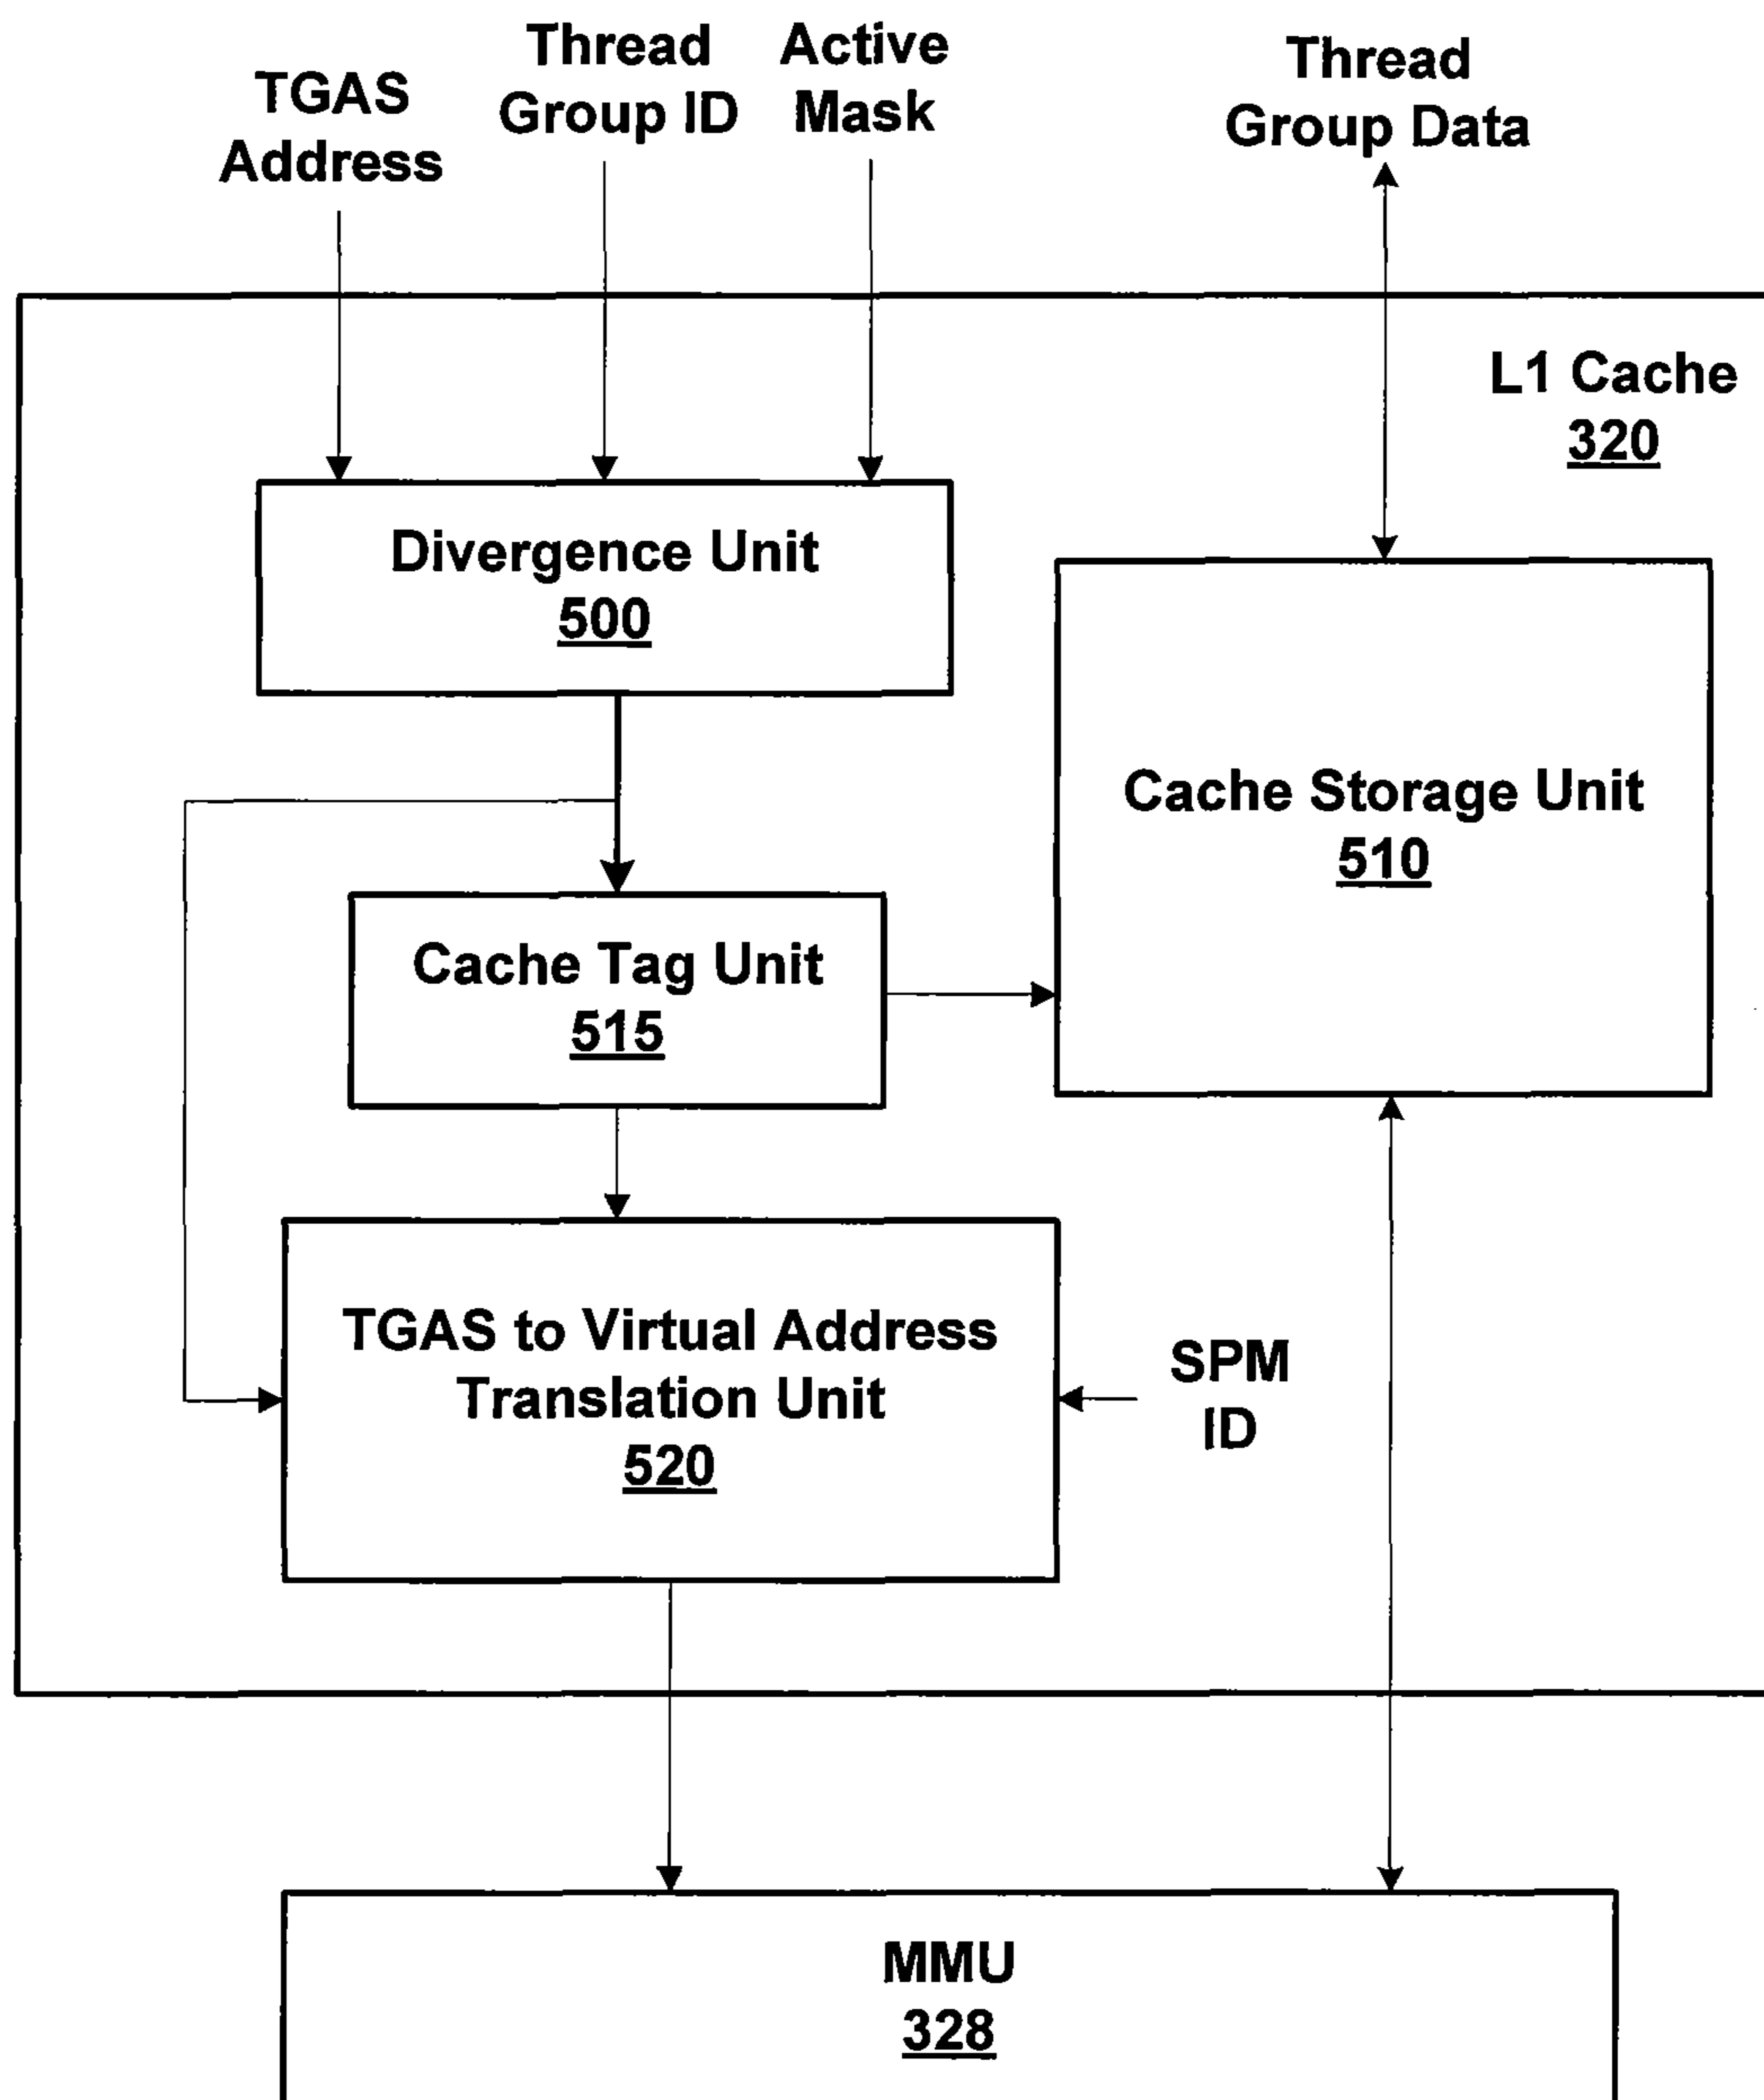 TGAS
Address
Thread
Group ID
Active
Mask
Thread
Group Data
L1 Cache
320
Divergence Unit
500
Cache Storage Unit
510
Cache Tag Unit
515
TGAS to Virtual Address
Translation Unit
520
SPM
ID
MMU
328